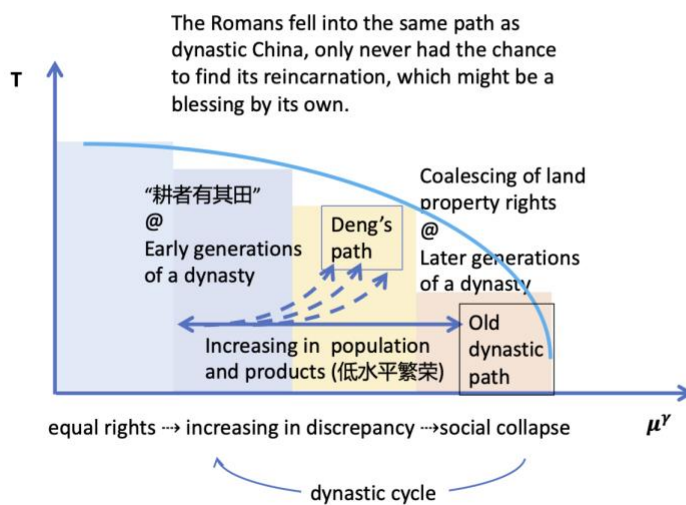 The Romans fell into the same path as
dynastic China, only never had the chance
to find its reincarnation, which might be a
blessing by its own.
T
“耕者有其田”
@
Early generations
of a dynasty
Deng’s
path
Coalescing of land
property rights
@
Later generations
of a dynasty
Increasing in population
and products (低水平繁荣)
Old
dynastic
path
equal rights ⇢ increasing in discrepancy ⇢social collapse
μ^γ
dynastic cycle